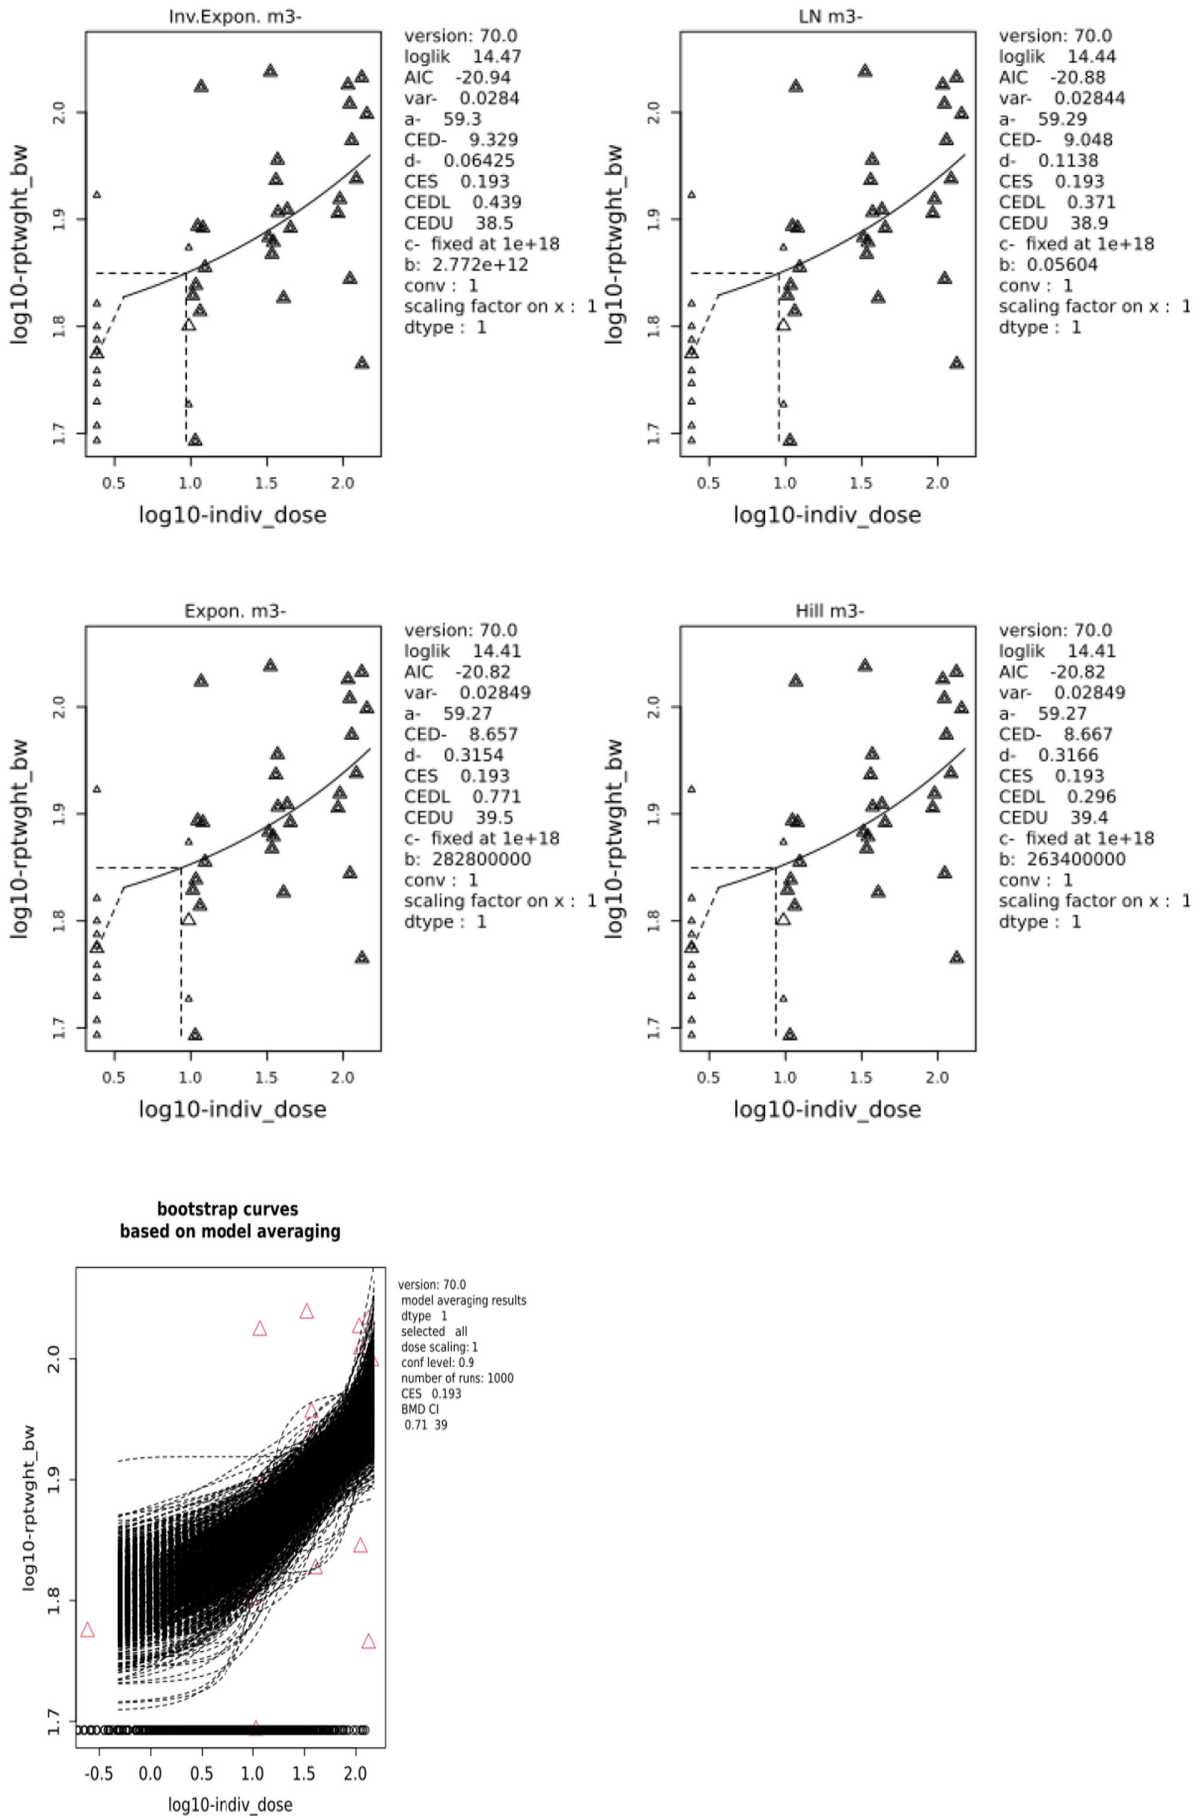 Inv.Expon. m3-
version: 70.0
loglik 14.47
AIC -20.94
var- 0.0284
a- 59.3
CED- 9.329
d- 0.06425
CES 0.193
CEDL 0.439
CEDU 38.5
c- fixed at 1e+18
b: 2.772e+12
conv : 1
scaling factor on x : 1
dtype : 1
log10-rptwght_bw
2.0
1.9
1.8
1.7
0.5 1.0 1.5 2.0
log10-indiv_dose
LN m3-
version: 70.0
loglik 14.44
AIC -20.88
var- 0.02844
a- 59.29
CED- 9.048
d- 0.1138
CES 0.193
CEDL 0.371
CEDU 38.9
c- fixed at 1e+18
b: 0.05604
conv : 1
scaling factor on x : 1
dtype : 1
log10-rptwght_bw
2.0
1.9
1.8
1.7
0.5 1.0 1.5 2.0
log10-indiv_dose
Expon. m3-
version: 70.0
loglik 14.41
AIC -20.82
var- 0.02849
a- 59.27
CED- 8.657
d- 0.3154
CES 0.193
CEDL 0.771
CEDU 39.5
c- fixed at 1e+18
b: 282800000
conv : 1
scaling factor on x : 1
dtype : 1
log10-rptwght_bw
2.0
1.9
1.8
1.7
0.5 1.0 1.5 2.0
log10-indiv_dose
Hill m3-
version: 70.0
loglik 14.41
AIC -20.82
var- 0.02849
a- 59.27
CED- 8.667
d- 0.3166
CES 0.193
CEDL 0.296
CEDU 39.4
c- fixed at 1e+18
b: 263400000
conv : 1
scaling factor on x : 1
dtype : 1
log10-rptwght_bw
2.0
1.9
1.8
1.7
0.5 1.0 1.5 2.0
log10-indiv_dose
bootstrap curves
based on model averaging
version: 70.0
model averaging results
dtype 1
selected all
dose scaling: 1
conf level: 0.9
number of runs: 1000
CES 0.193
BMD CI
0.71 39
log10-rptwght_bw
2.0
1.9
1.8
1.7
-0.5 0.0 0.5 1.0 1.5 2.0
log10-indiv_dose